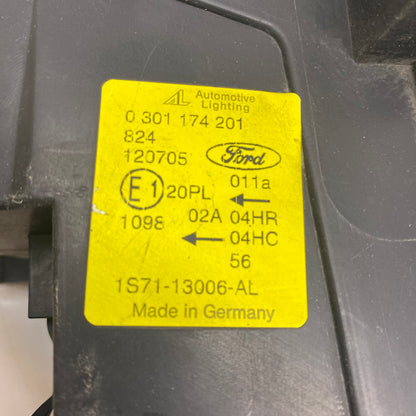 AL Automotive
Lighting
0 301 174 201
824
120705 Ford
E1 20PL 011a
1098 02A 04HR
04HC
56
1S71-13006-AL
Made in Germany